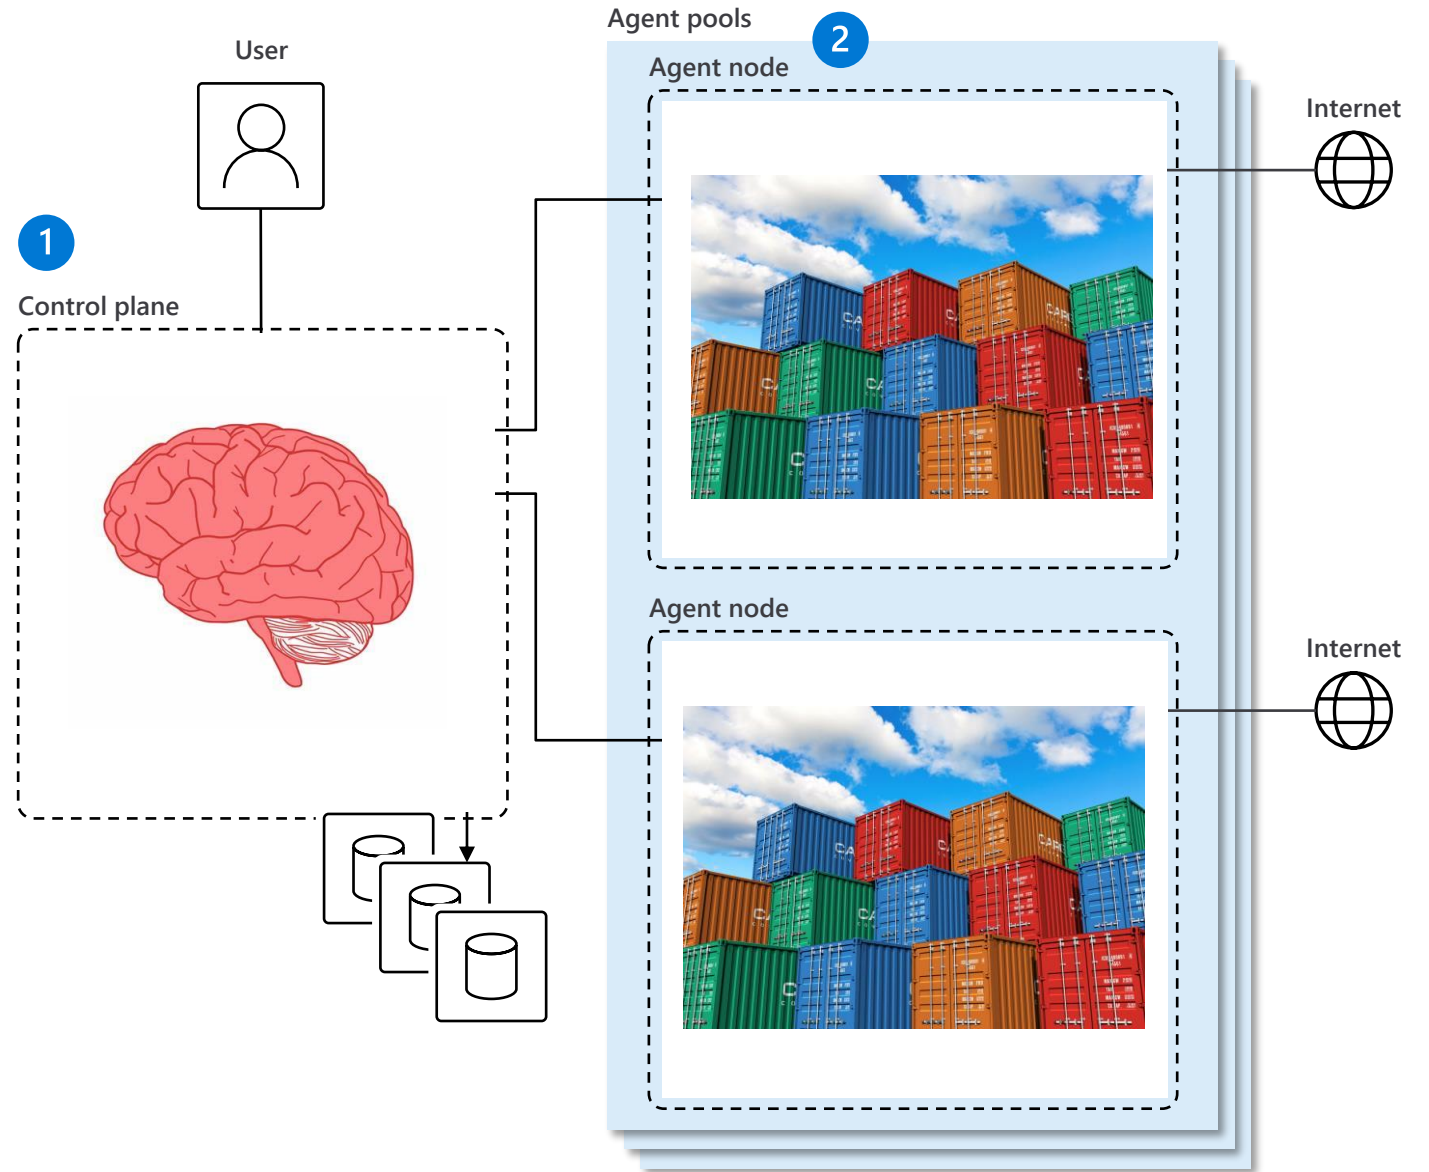 Agent pools
2
User
Agent node
Internet
1
Control plane
Agent node
Internet